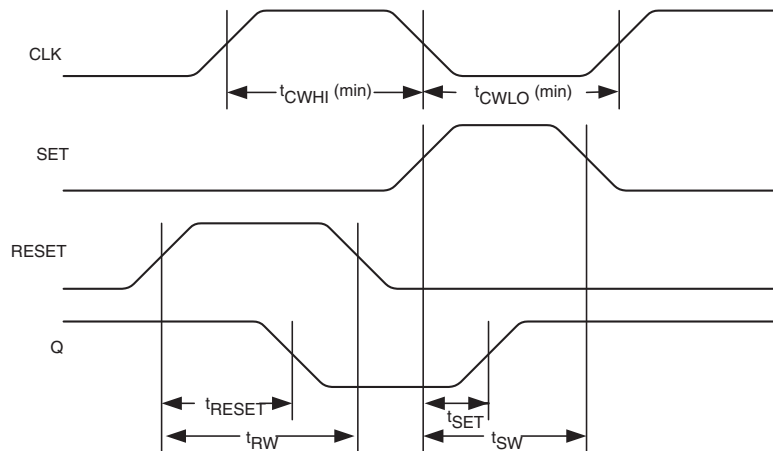 CLK
tCWHI (min)
tCWLO (min)
SET
RESET
Q
tRESET
tSET
tRW
tSW